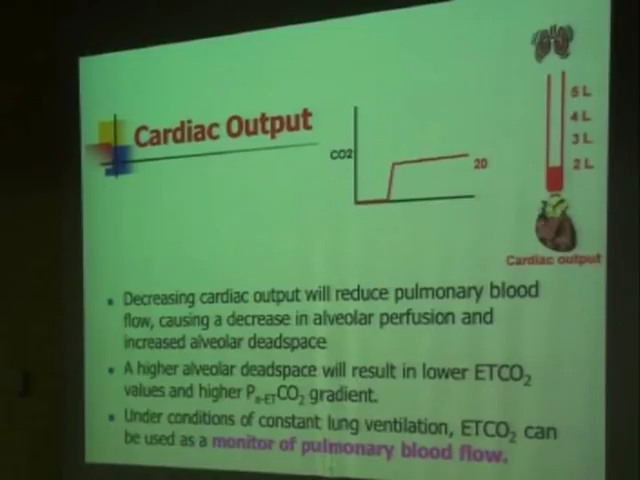 Cardiac Output
CO2
20
5 L
4 L
3 L
2 L
Cardiac output
Decreasing cardiac output will reduce pulmonary blood
flow, causing a decrease in alveolar perfusion and
increased alveolar deadspace
A higher alveolar deadspace will result in lower ETCO₂
values and higher Pa-ETCO₂ gradient.
Under conditions of constant lung ventilation, ETCO₂ can
be used as a monitor of pulmonary blood flow.